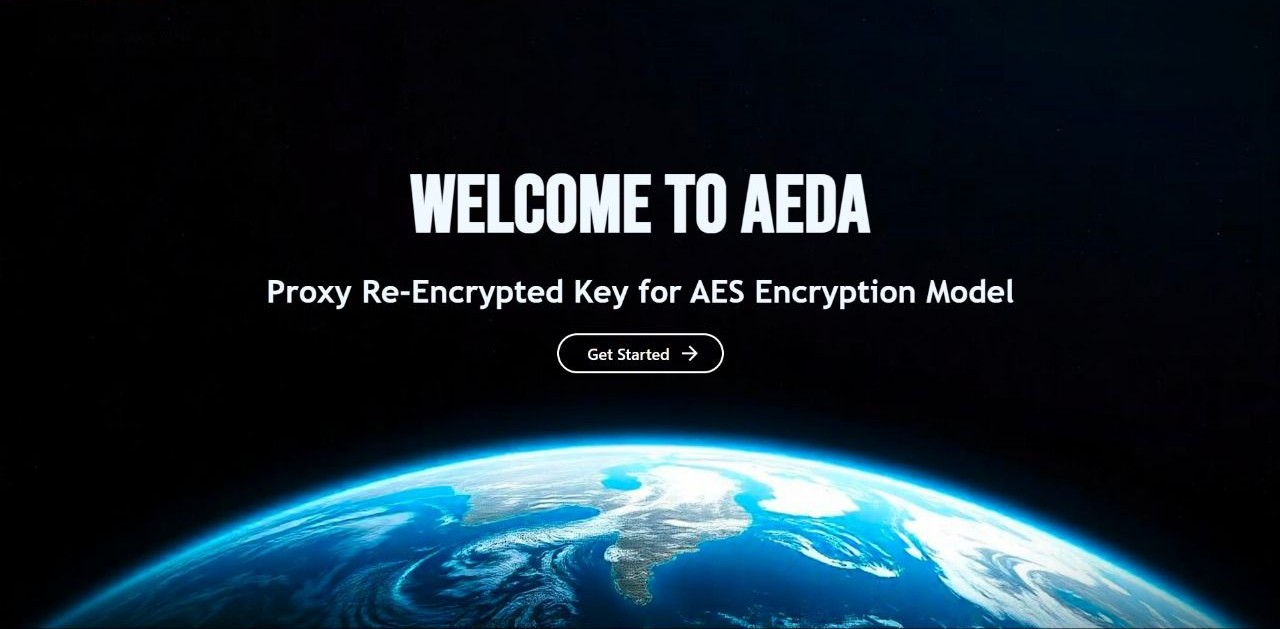 WELCOME TO AEDA
Proxy Re-Encrypted Key for AES Encryption Model
Get Started